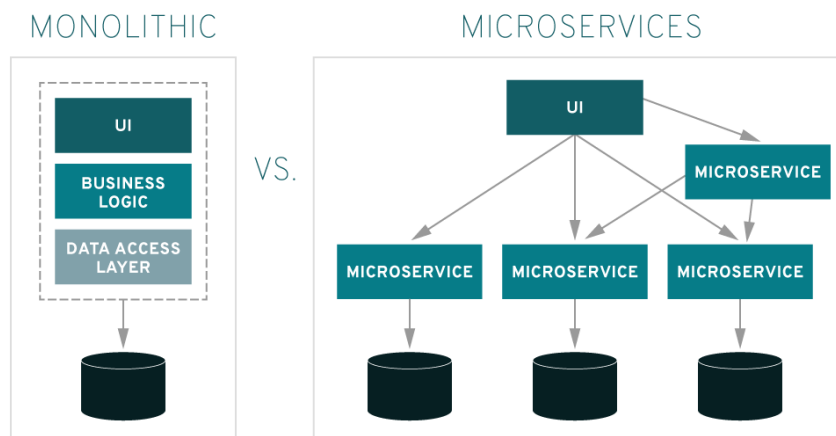 MONOLITHIC
UI
BUSINESS
LOGIC
DATA ACCESS
LAYER
VS.
MICROSERVICES
UI
MICROSERVICE
MICROSERVICE
MICROSERVICE
MICROSERVICE